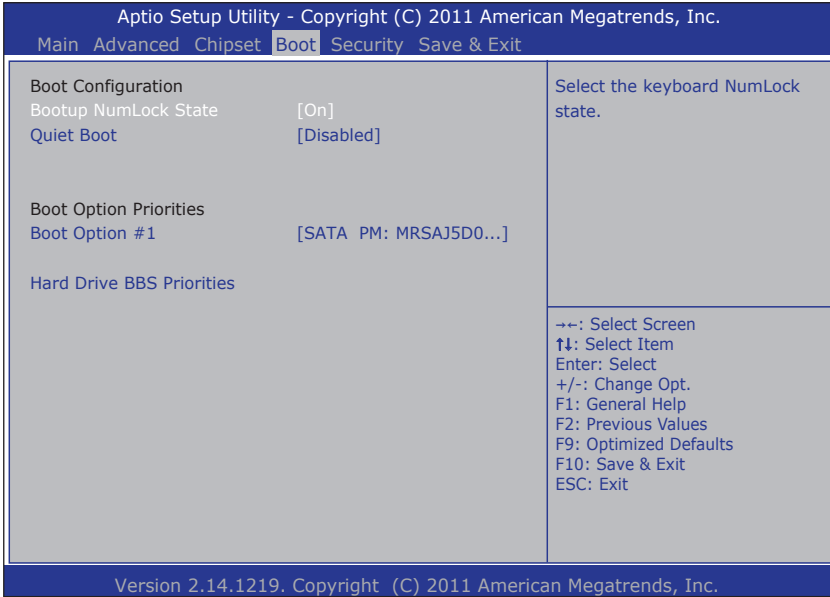 Aptio Setup Utility - Copyright (C) 2011 American Megatrends, Inc.
Main Advanced Chipset Boot Security Save & Exit
Boot Configuration
Bootup NumLock State [On]
Quiet Boot [Disabled]
Boot Option Priorities
Boot Option #1 [SATA PM: MRSAJ5D0...]
Hard Drive BBS Priorities
Select the keyboard NumLock
state.
→←: Select Screen
↑↓: Select Item
Enter: Select
+/-: Change Opt.
F1: General Help
F2: Previous Values
F9: Optimized Defaults
F10: Save & Exit
ESC: Exit
Version 2.14.1219. Copyright (C) 2011 American Megatrends, Inc.